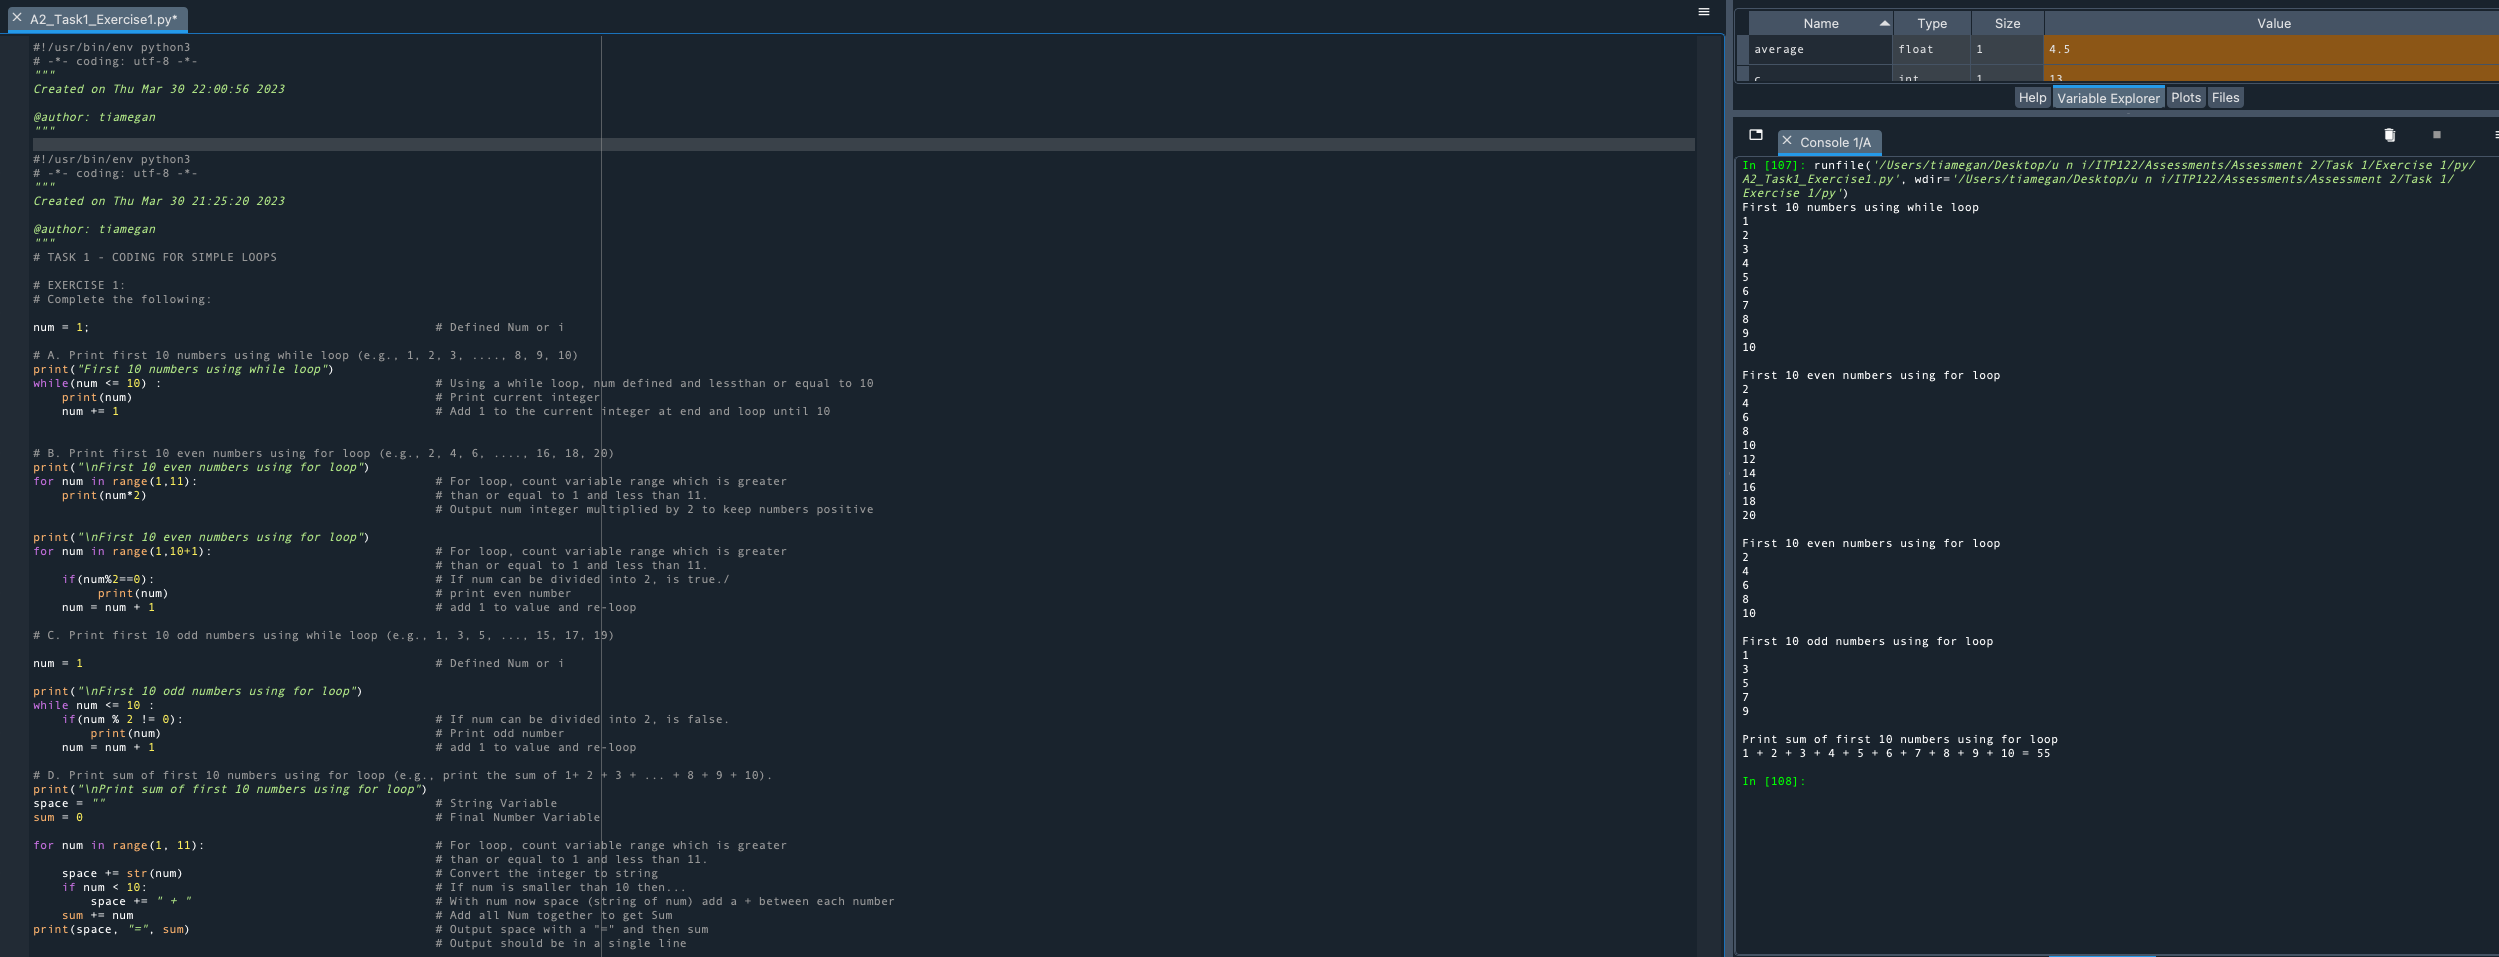 A2_Task1_Exercise1.py*
#!/usr/bin/env python3
# -*- coding: utf-8 -*-
"""
Created on Thu Mar 30 22:00:56 2023
@author: tiamegan
"""
#!/usr/bin/env python3
# -*- coding: utf-8 -*-
"""
Created on Thu Mar 30 21:25:20 2023
@author: tiamegan
"""
# TASK 1 - CODING FOR SIMPLE LOOPS
# EXERCISE 1:
# Complete the following:
num = 1; # Defined Num or i
# A. Print first 10 numbers using while loop (e.g., 1, 2, 3, ...., 8, 9, 10)
print("First 10 numbers using while loop")
while(num <= 10) : # Using a while loop, num defined and lessthan or equal to 10
print(num) # Print current integer
num += 1 # Add 1 to the current integer at end and loop until 10
# B. Print first 10 even numbers using for loop (e.g., 2, 4, 6, ...., 16, 18, 20)
print("\nFirst 10 even numbers using for loop")
for num in range(1,11): # For loop, count variable range which is greater
print(num*2) # than or equal to 1 and less than 11.
# Output num integer multiplied by 2 to keep numbers positive
print("\nFirst 10 even numbers using for loop")
for num in range(1,10+1): # For loop, count variable range which is greater
# than or equal to 1 and less than 11.
if(num%2==0): # If num can be divided into 2, is true./
print(num) # print even number
num = num + 1 # add 1 to value and re-loop
# C. Print first 10 odd numbers using while loop (e.g., 1, 3, 5, ..., 15, 17, 19)
num = 1 # Defined Num or i
print("\nFirst 10 odd numbers using for loop")
while num <= 10 :
if(num % 2 != 0): # If num can be divided into 2, is false.
print(num) # Print odd number
num = num + 1 # add 1 to value and re-loop
# D. Print sum of first 10 numbers using for loop (e.g., print the sum of 1+ 2 + 3 + ... + 8 + 9 + 10).
print("\nPrint sum of first 10 numbers using for loop")
space = "" # String Variable
sum = 0 # Final Number Variable
for num in range(1, 11): # For loop, count variable range which is greater
# than or equal to 1 and less than 11.
space += str(num) # Convert the integer to string
if num < 10: # If num is smaller than 10 then...
space += " + " # With num now space (string of num) add a + between each number
sum += num # Add all Num together to get Sum
print(space, "=", sum) # Output space with a "=" and then sum
# Output should be in a single line
Name Type Size Value
average float 1 4.5
c int 1 13
Help Variable Explorer Plots Files
Console 1/A
In [107]: runfile('/Users/tiamegan/Desktop/u n i/ITP122/Assessments/Assessment 2/Task 1/Exercise 1/py/
A2_Task1_Exercise1.py', wdir='/Users/tiamegan/Desktop/u n i/ITP122/Assessments/Assessment 2/Task 1/
Exercise 1/py')
First 10 numbers using while loop
1
2
3
4
5
6
7
8
9
10
First 10 even numbers using for loop
2
4
6
8
10
12
14
16
18
20
First 10 even numbers using for loop
2
4
6
8
10
First 10 odd numbers using for loop
1
3
5
7
9
Print sum of first 10 numbers using for loop
1 + 2 + 3 + 4 + 5 + 6 + 7 + 8 + 9 + 10 = 55
In [108]: